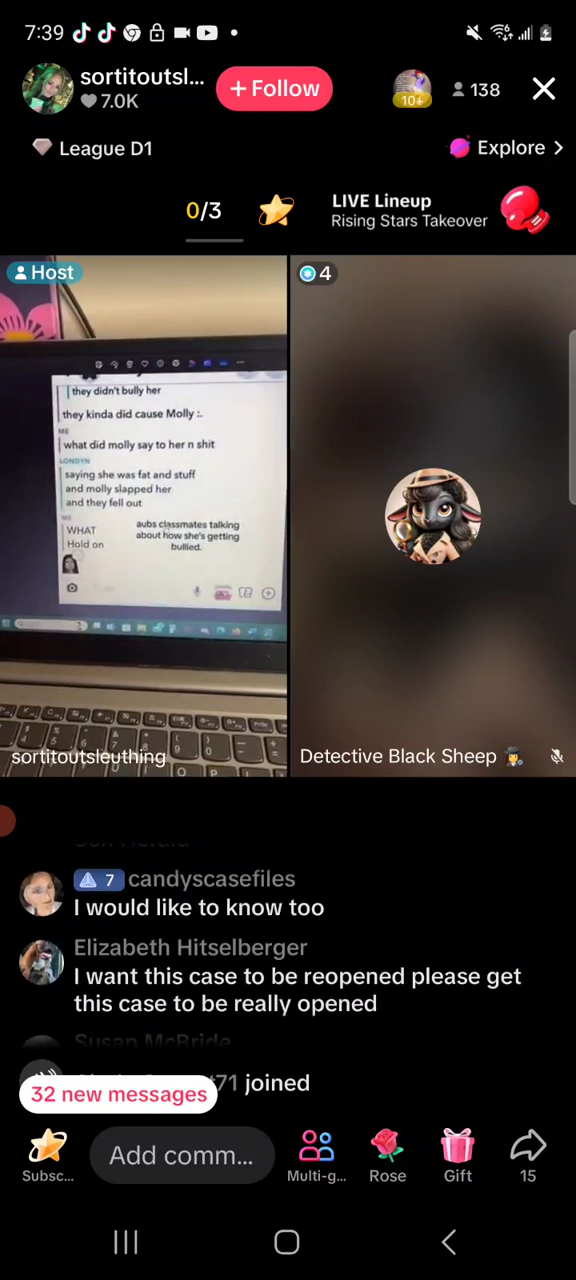 7:39
sortitoutsl...
7.0K
+ Follow
10+
138
League D1
Explore >
0/3
LIVE Lineup
Rising Stars Takeover
Host
4
they didn't bully her
they kinda did cause Molly :.
ME
what did molly say to her n shit
LONDYN
saying she was fat and stuff
and molly slapped her
and they fell out
ME
WHAT
Hold on
aubs classmates talking
about how she's getting
bullied.
sortitoutsleuthing
Detective Black Sheep
7 candyscasefiles
I would like to know too
Elizabeth Hitselberger
I want this case to be reopened please get
this case to be really opened
Susan McBride
71 joined
32 new messages
Subsc...
Add comm...
Multi-g...
Rose
Gift
15